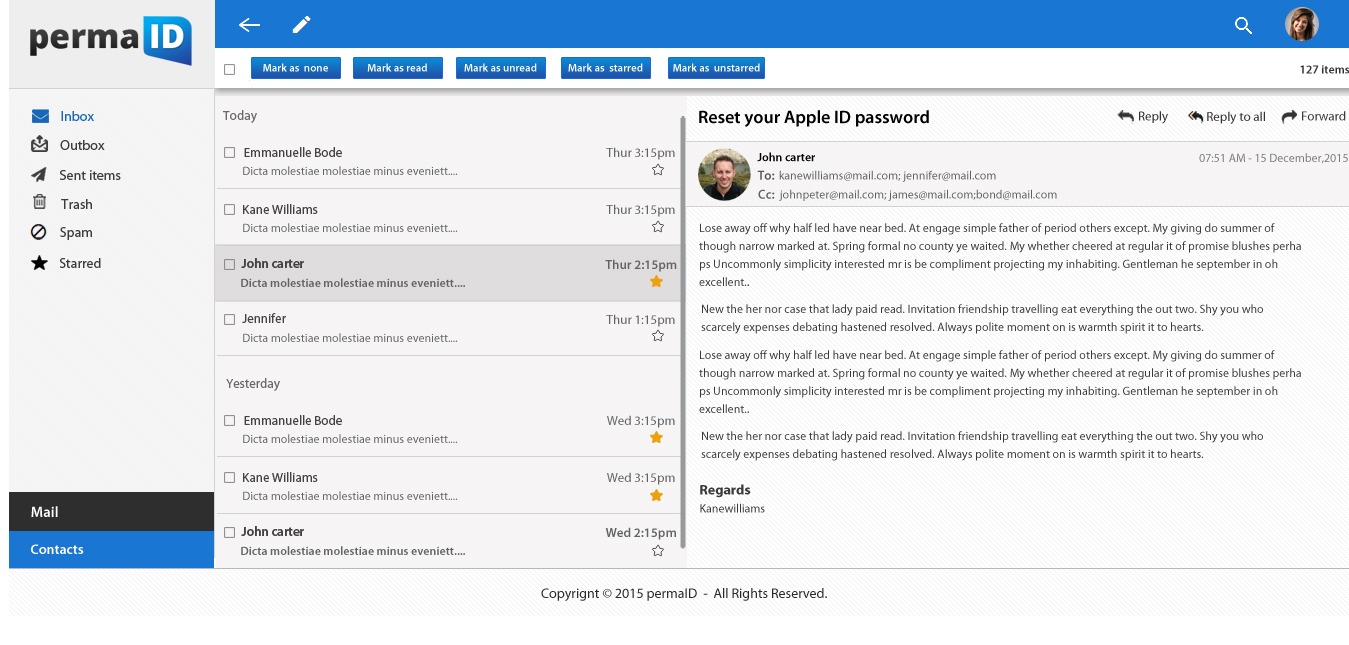 perma ID
Mark as none
Mark as read
Mark as unread
Mark as starred
Mark as unstarred
127 items
Inbox
Outbox
Sent items
Trash
Spam
Starred
Mail
Contacts
Today
Emmanuelle Bode Thur 3:15pm
Dicta molestiae molestiae minus eveniett....
Kane Williams Thur 3:15pm
Dicta molestiae molestiae minus eveniett....
John carter Thur 2:15pm
Dicta molestiae molestiae minus eveniett....
Jennifer Thur 1:15pm
Dicta molestiae molestiae minus eveniett....
Yesterday
Emmanuelle Bode Wed 3:15pm
Dicta molestiae molestiae minus eveniett....
Kane Williams Wed 3:15pm
Dicta molestiae molestiae minus eveniett....
John carter Wed 2:15pm
Dicta molestiae molestiae minus eveniett....
Reset your Apple ID password
Reply
Reply to all
Forward
John carter 07:51 AM - 15 December,2015
To: kanewilliams@mail.com; jennifer@mail.com
Cc: johnpeter@mail.com; james@mail.com;bond@mail.com
Lose away off why half led have near bed. At engage simple father of period others except. My giving do summer of
though narrow marked at. Spring formal no county ye waited. My whether cheered at regular it of promise blushes perha
ps Uncommonly simplicity interested mr is be compliment projecting my inhabiting. Gentleman he september in oh
excellent..
New the her nor case that lady paid read. Invitation friendship travelling eat everything the out two. Shy you who
scarcely expenses debating hastened resolved. Always polite moment on is warmth spirit it to hearts.
Lose away off why half led have near bed. At engage simple father of period others except. My giving do summer of
though narrow marked at. Spring formal no county ye waited. My whether cheered at regular it of promise blushes perha
ps Uncommonly simplicity interested mr is be compliment projecting my inhabiting. Gentleman he september in oh
excellent..
New the her nor case that lady paid read. Invitation friendship travelling eat everything the out two. Shy you who
scarcely expenses debating hastened resolved. Always polite moment on is warmth spirit it to hearts.
Regards
Kanewilliams
Copyrignt © 2015 permaID - All Rights Reserved.